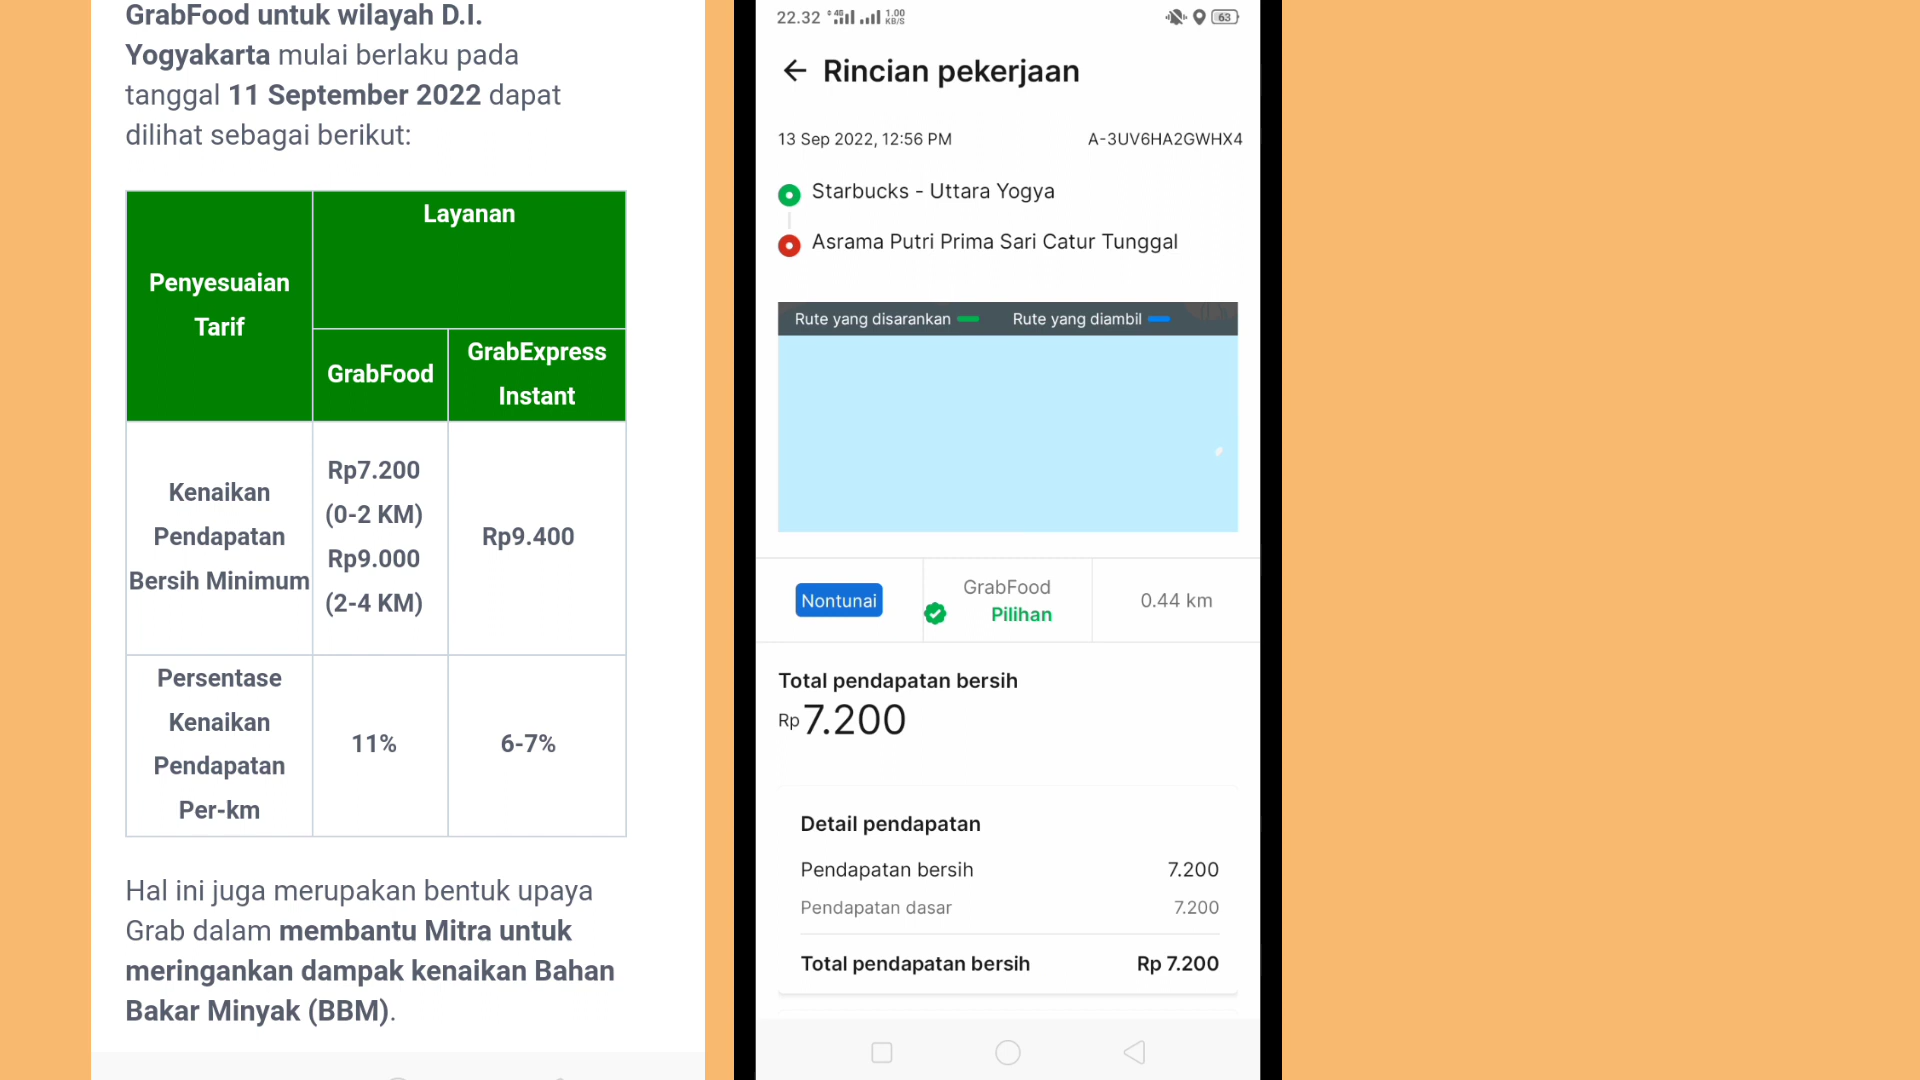 GrabFood untuk wilayah D.I.
Yogyakarta mulai berlaku pada
tanggal 11 September 2022 dapat
dilihat sebagai berikut:
Penyesuaian
Tarif
Layanan
GrabFood
GrabExpress
Instant
Kenaikan
Pendapatan
Bersih Minimum
Rp7.200
(0-2 KM)
Rp9.000
(2-4 KM)
Rp9.400
Persentase
Kenaikan
Pendapatan
Per-km
11%
6-7%
Hal ini juga merupakan bentuk upaya
Grab dalam membantu Mitra untuk
meringankan dampak kenaikan Bahan
Bakar Minyak (BBM).
22.32 4G 1.00 KB/S 63
Rincian pekerjaan
13 Sep 2022, 12:56 PM A-3UV6HA2GWHX4
Starbucks - Uttara Yogya
Asrama Putri Prima Sari Catur Tunggal
Rute yang disarankan Rute yang diambil
Nontunai
GrabFood
Pilihan
0.44 km
Total pendapatan bersih
Rp 7.200
Detail pendapatan
Pendapatan bersih 7.200
Pendapatan dasar 7.200
Total pendapatan bersih Rp 7.200